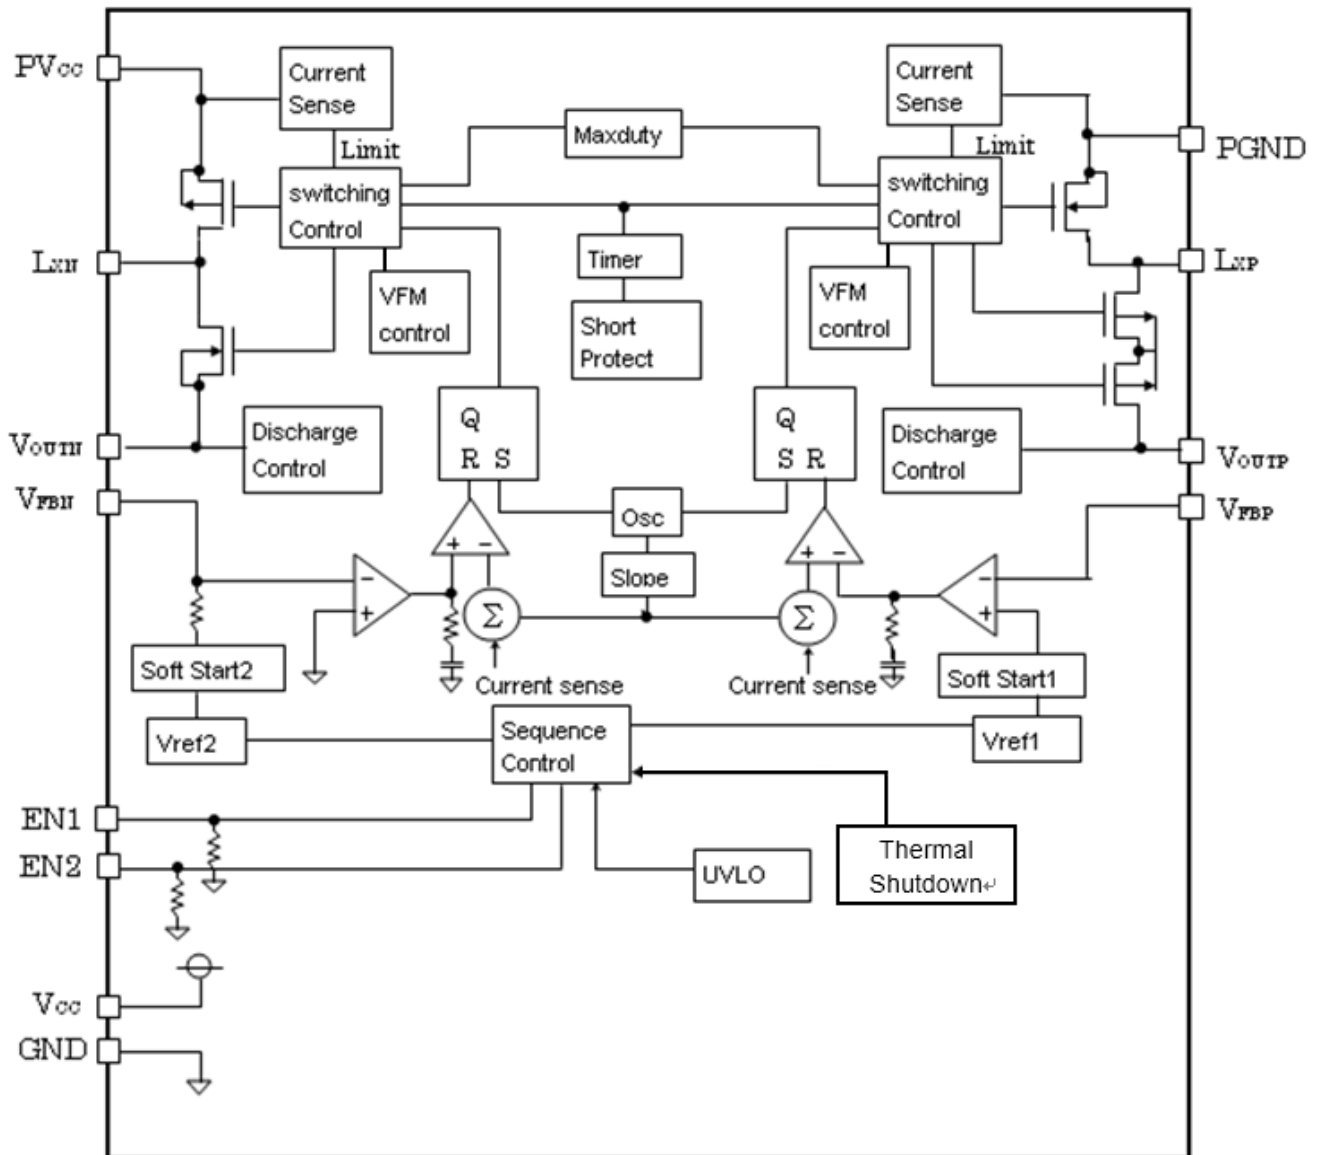 PVCC
Current
Sense
Limit
Maxduty
Current
Sense
Limit
PGND
switching
Control
switching
Control
LXN
Timer
LXP
VFM
control
Short
Protect
VFM
control
Q
R S
Q
S R
VOUTN
Discharge
Control
Discharge
Control
VOUTP
VFBN
Osc
VFBP
+ −
+ −
Slope
−
+
Σ
Σ
−
+
Soft Start2
Current sense
Current sense
Soft Start1
Vref2
Sequence
Control
Vref1
EN1
EN2
UVLO
Thermal
Shutdown↵
VCC
GND